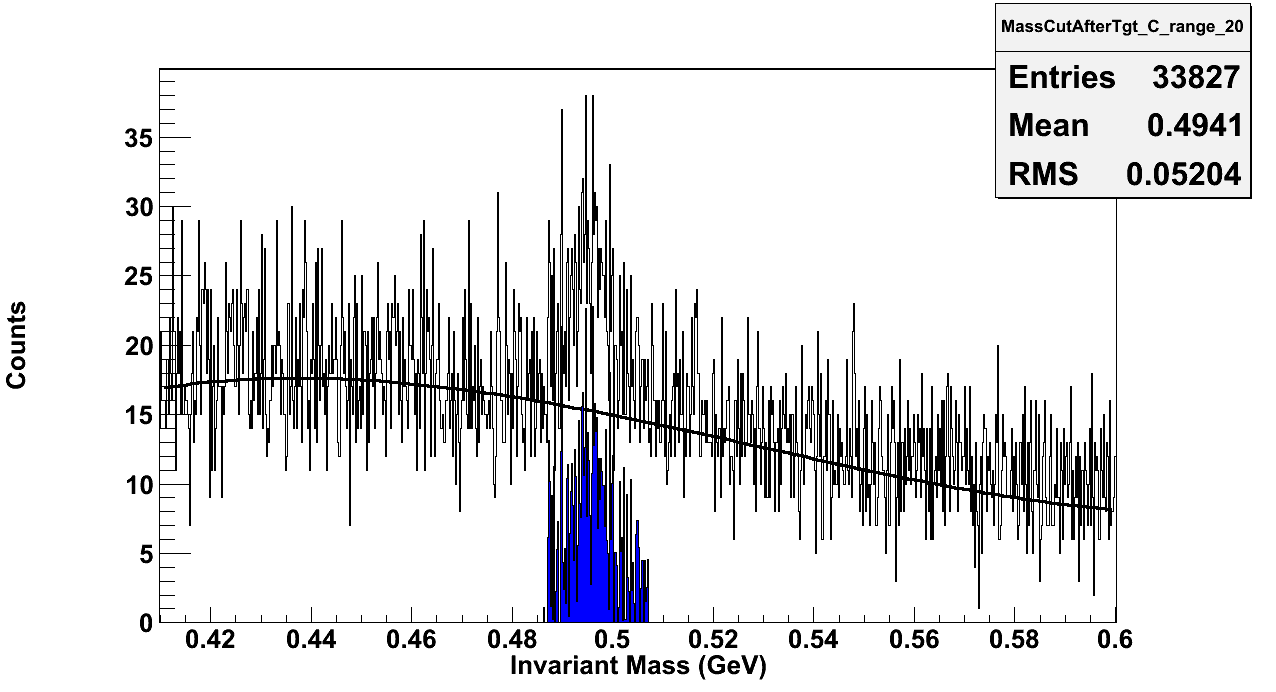 MassCutAfterTgt_C_range_20
Entries 33827
Mean 0.4941
RMS 0.05204
Counts
35
30
25
20
15
10
5
0
0.42 0.44 0.46 0.48 0.5 0.52 0.54 0.56 0.58 0.6
Invariant Mass (GeV)